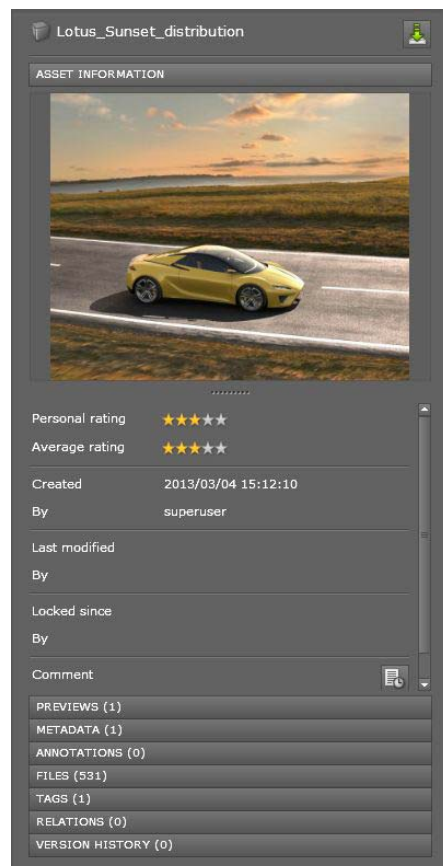 Lotus_Sunset_distribution
ASSET INFORMATION
Personal rating
Average rating
Created 2013/03/04 15:12:10
By superuser
Last modified
By
Locked since
By
Comment
PREVIEWS (1)
METADATA (1)
ANNOTATIONS (0)
FILES (531)
TAGS (1)
RELATIONS (0)
VERSION HISTORY (0)